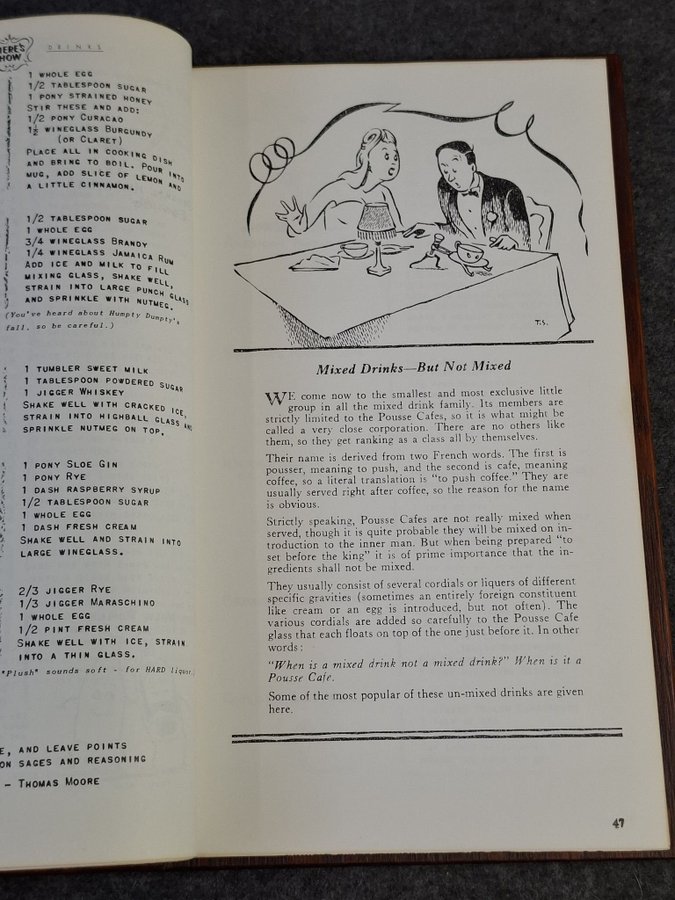 HERE'S
HOW
DRINKS
1 WHOLE EGG
1/2 TABLESPOON SUGAR
1 PONY STRAINED HONEY
STIR THESE AND ADD:
1/2 PONY CURACAO
1½ WINEGLASS BURGUNDY
(OR CLARET)
PLACE ALL IN COOKING DISH
AND BRING TO BOIL. POUR INTO
MUG, ADD SLICE OF LEMON AND
A LITTLE CINNAMON.
1/2 TABLESPOON SUGAR
1 WHOLE EGG
3/4 WINEGLASS BRANDY
1/4 WINEGLASS JAMAICA RUM
ADD ICE AND MILK TO FILL
MIXING GLASS, SHAKE WELL,
STRAIN INTO LARGE PUNCH GLASS
AND SPRINKLE WITH NUTMEG.
(You've heard about Humpty Dumpty's
fall, so be careful.)
1 TUMBLER SWEET MILK
1 TABLESPOON POWDERED SUGAR
1 JIGGER WHISKEY
SHAKE WELL WITH CRACKED ICE,
STRAIN INTO HIGHBALL GLASS AND
SPRINKLE NUTMEG ON TOP.
1 PONY SLOE GIN
1 PONY RYE
1 DASH RASPBERRY SYRUP
1/2 TABLESPOON SUGAR
1 WHOLE EGG
1 DASH FRESH CREAM
SHAKE WELL AND STRAIN INTO
LARGE WINEGLASS.
2/3 JIGGER RYE
1/3 JIGGER MARASCHINO
1 WHOLE EGG
1/2 PINT FRESH CREAM
SHAKE WELL WITH ICE, STRAIN
INTO A THIN GLASS.
"Plush" sounds soft - for HARD liquor.
E, AND LEAVE POINTS
ON SAGES AND REASONING
- THOMAS MOORE
T.S.
Mixed Drinks—But Not Mixed
WE come now to the smallest and most exclusive little
group in all the mixed drink family. Its members are
strictly limited to the Pousse Cafes, so it is what might be
called a very close corporation. There are no others like
them, so they get ranking as a class all by themselves.
Their name is derived from two French words. The first is
pousser, meaning to push, and the second is cafe, meaning
coffee, so a literal translation is "to push coffee." They are
usually served right after coffee, so the reason for the name
is obvious.
Strictly speaking, Pousse Cafes are not really mixed when
served, though it is quite probable they will be mixed on in-
troduction to the inner man. But when being prepared "to
set before the king" it is of prime importance that the in-
gredients shall not be mixed.
They usually consist of several cordials or liquers of different
specific gravities (sometimes an entirely foreign constituent
like cream or an egg is introduced, but not often). The
various cordials are added so carefully to the Pousse Cafe
glass that each floats on top of the one just before it. In other
words:
"When is a mixed drink not a mixed drink?" When is it a
Pousse Cafe.
Some of the most popular of these un-mixed drinks are given
here.
47